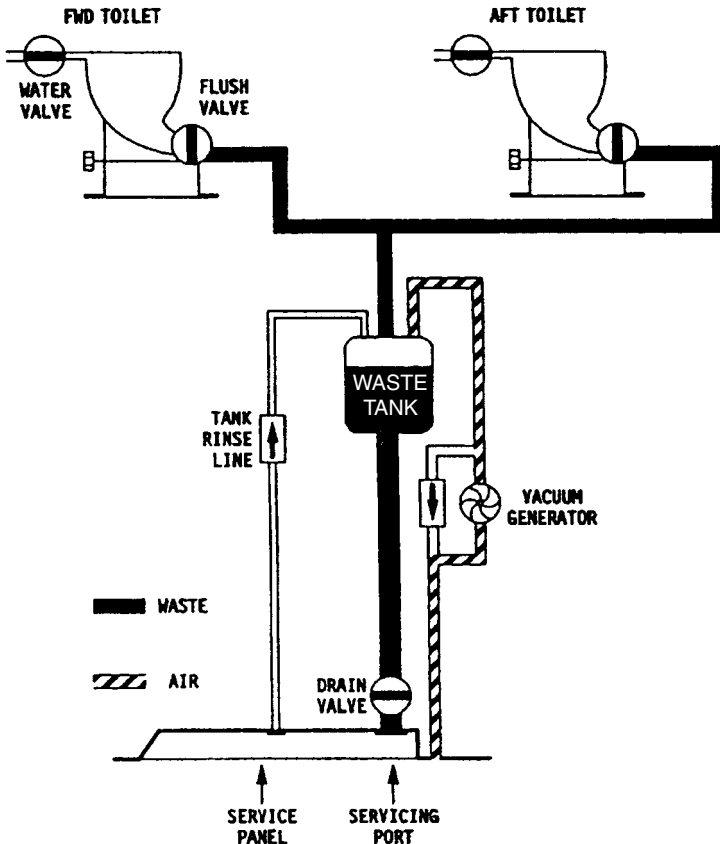 FWD TOILET
AFT TOILET
WATER
VALVE
FLUSH
VALVE
WASTE
TANK
TANK
RINSE
LINE
VACUUM
GENERATOR
WASTE
AIR
DRAIN
VALVE
SERVICE
PANEL
SERVICING
PORT